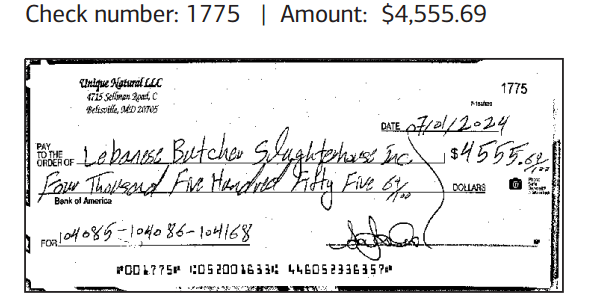 Check number: 1775 | Amount: $4,555.69
Unique Natural LLC
4715 Sellman Road, C
Beltsville, MD 20705
1775
DATE 07/01/2024
PAY TO THE ORDER OF Lebanese Butcher Slaughterhouse Inc. $4555.69/100
Four Thousand Five Hundred Fifty Five 69/100 DOLLARS
Bank of America
FOR 104085-104086-104168
⑈001775⑈ ⑆052001633⑆ 446052336357⑈